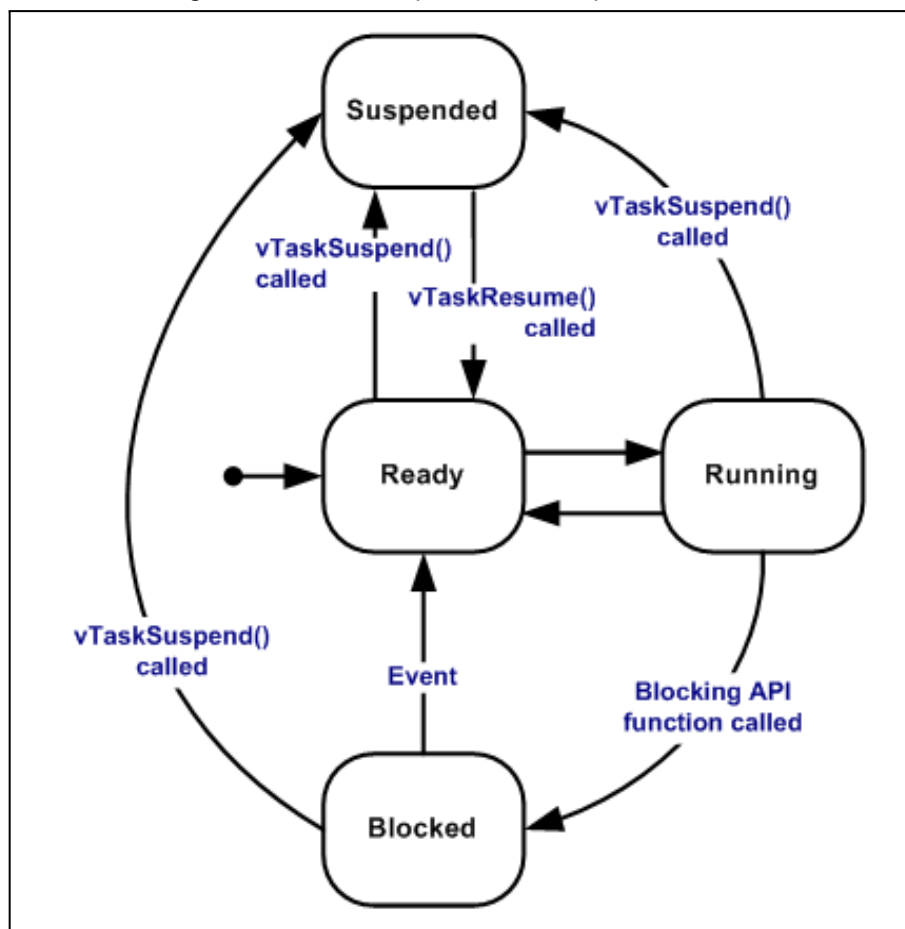 Suspended
vTaskSuspend()
called
vTaskSuspend()
called
vTaskResume()
called
Ready
Running
vTaskSuspend()
called
Event
Blocking API
function called
Blocked